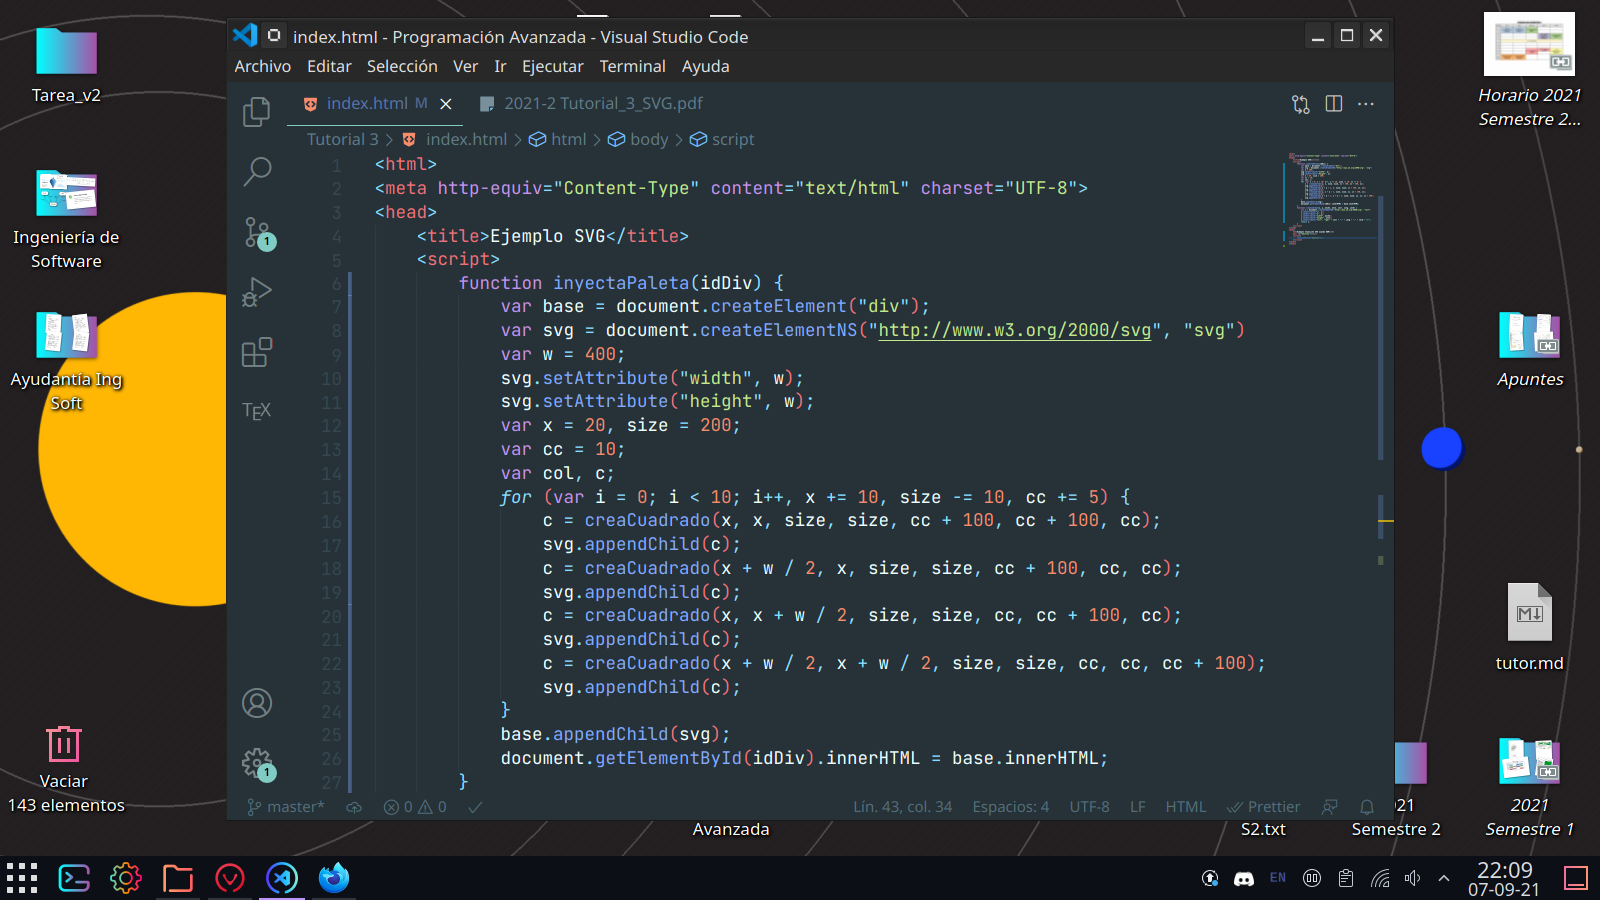 index.html - Programación Avanzada - Visual Studio Code
Archivo Editar Selección Ver Ir Ejecutar Terminal Ayuda
index.html M 2021-2 Tutorial_3_SVG.pdf
Tutorial 3 > index.html > html > body > script
1 <html>
2 <meta http-equiv="Content-Type" content="text/html" charset="UTF-8">
3 <head>
4 <title>Ejemplo SVG</title>
5 <script>
6 function inyectaPaleta(idDiv) {
7 var base = document.createElement("div");
8 var svg = document.createElementNS("http://www.w3.org/2000/svg", "svg")
9 var w = 400;
10 svg.setAttribute("width", w);
11 svg.setAttribute("height", w);
12 var x = 20, size = 200;
13 var cc = 10;
14 var col, c;
15 for (var i = 0; i < 10; i++, x += 10, size -= 10, cc += 5) {
16 c = creaCuadrado(x, x, size, size, cc + 100, cc + 100, cc);
17 svg.appendChild(c);
18 c = creaCuadrado(x + w / 2, x, size, size, cc + 100, cc, cc);
19 svg.appendChild(c);
20 c = creaCuadrado(x, x + w / 2, size, size, cc, cc + 100, cc);
21 svg.appendChild(c);
22 c = creaCuadrado(x + w / 2, x + w / 2, size, size, cc, cc, cc + 100);
23 svg.appendChild(c);
24 }
25 base.appendChild(svg);
26 document.getElementById(idDiv).innerHTML = base.innerHTML;
27 }
1
TEX
1
master* 0 0 Lín. 43, col. 34 Espacios: 4 UTF-8 LF HTML Prettier
Tarea_v2
Ingeniería de
Software
Ayudantía Ing
Soft
Vaciar
143 elementos
Avanzada
S2.txt
Semestre 2
Horario 2021
Semestre 2...
Apuntes
M
tutor.md
2021
Semestre 1
EN
22:09
07-09-21